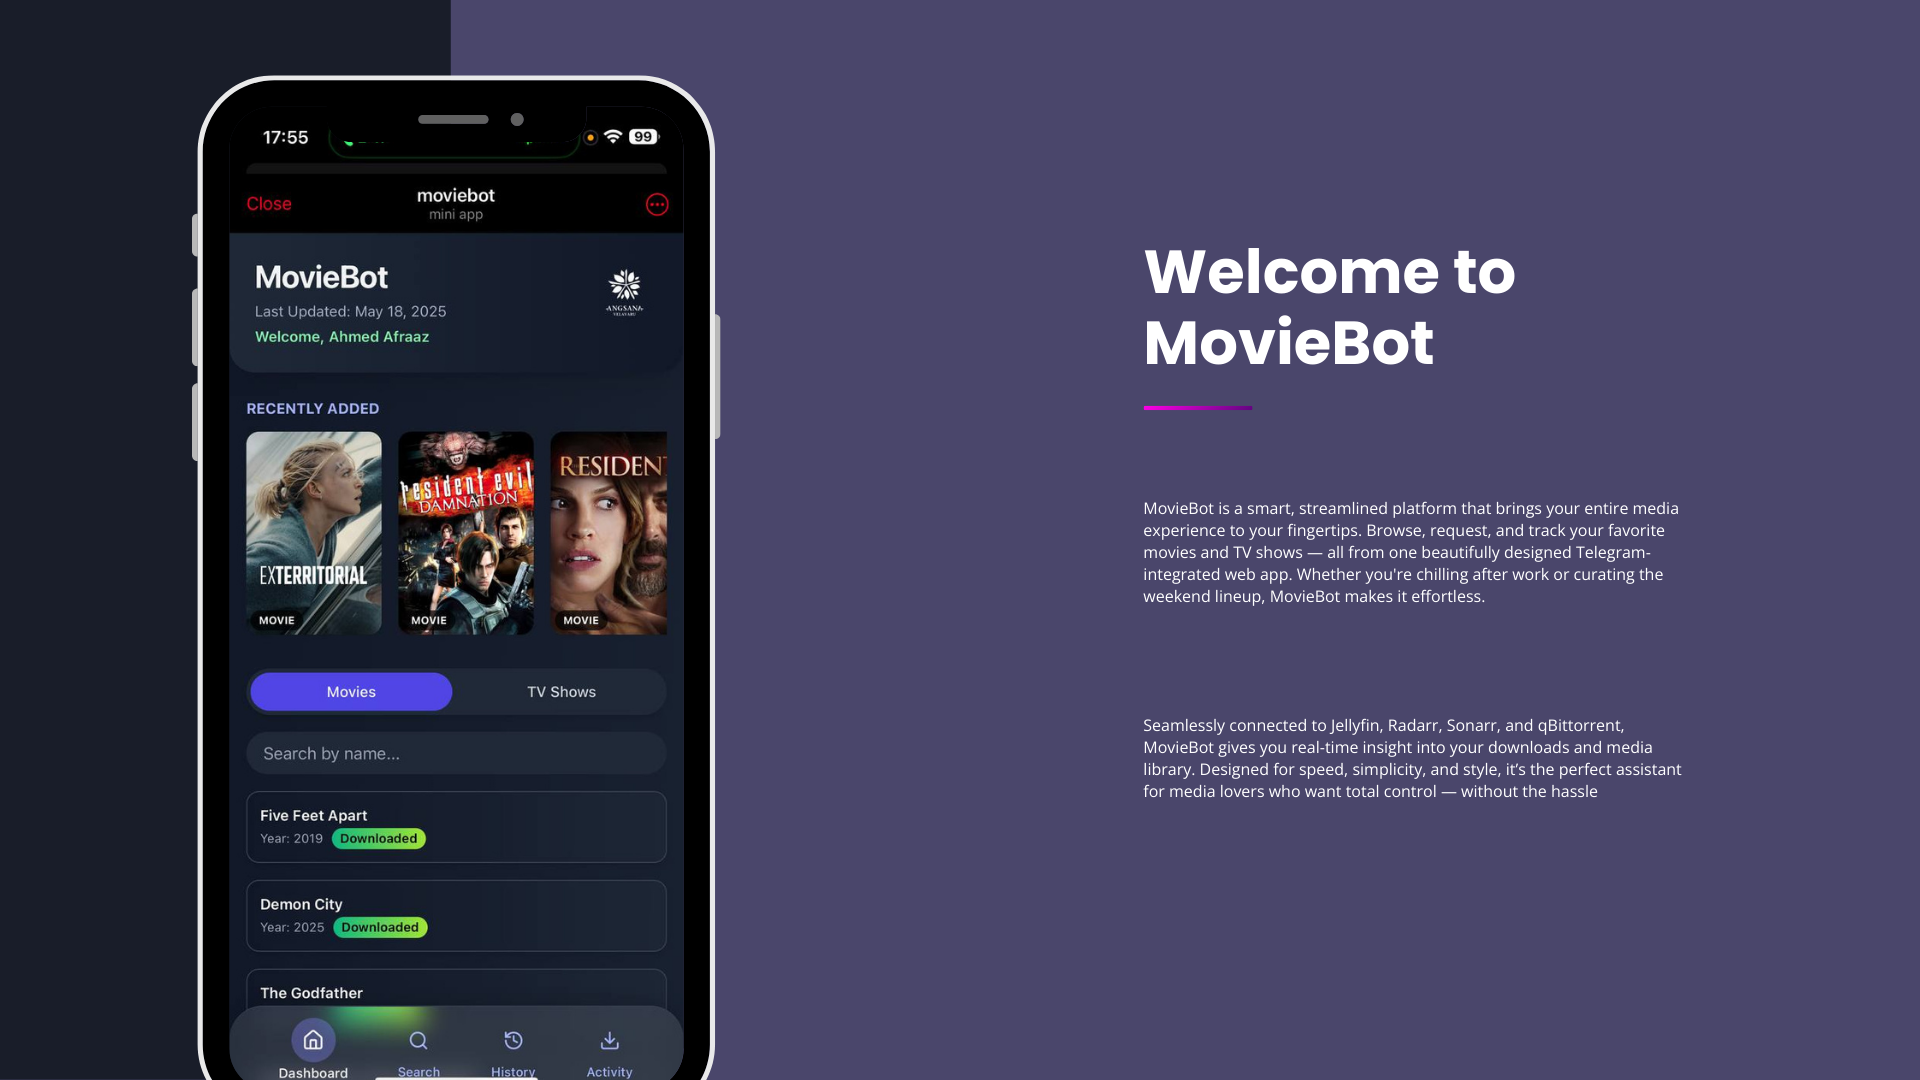 17:55
99
Close
moviebot
mini app
MovieBot
Last Updated: May 18, 2025
Welcome, Ahmed Afraaz
ANGSANA
VELAVARU
RECENTLY ADDED
EXTERRITORIAL
MOVIE
resident evil
DAMNATION
MOVIE
RESIDENT
MOVIE
Movies
TV Shows
Search by name...
Five Feet Apart
Year: 2019 Downloaded
Demon City
Year: 2025 Downloaded
The Godfather
Dashboard
Search
History
Activity
Welcome to
MovieBot
MovieBot is a smart, streamlined platform that brings your entire media
experience to your fingertips. Browse, request, and track your favorite
movies and TV shows — all from one beautifully designed Telegram-
integrated web app. Whether you're chilling after work or curating the
weekend lineup, MovieBot makes it effortless.
Seamlessly connected to Jellyfin, Radarr, Sonarr, and qBittorrent,
MovieBot gives you real-time insight into your downloads and media
library. Designed for speed, simplicity, and style, it’s the perfect assistant
for media lovers who want total control — without the hassle